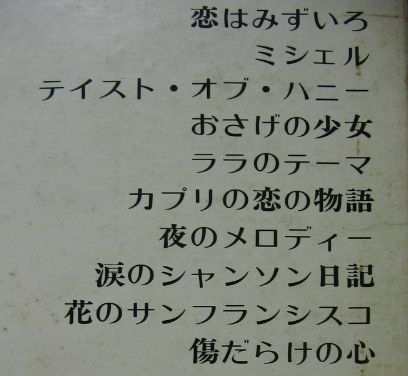 恋はみずいろ
ミシェル
テイスト・オブ・ハニー
おさげの少女
ララのテーマ
カプリの恋の物語
夜のメロディー
涙のシャンソン日記
花のサンフランシスコ
傷だらけの心